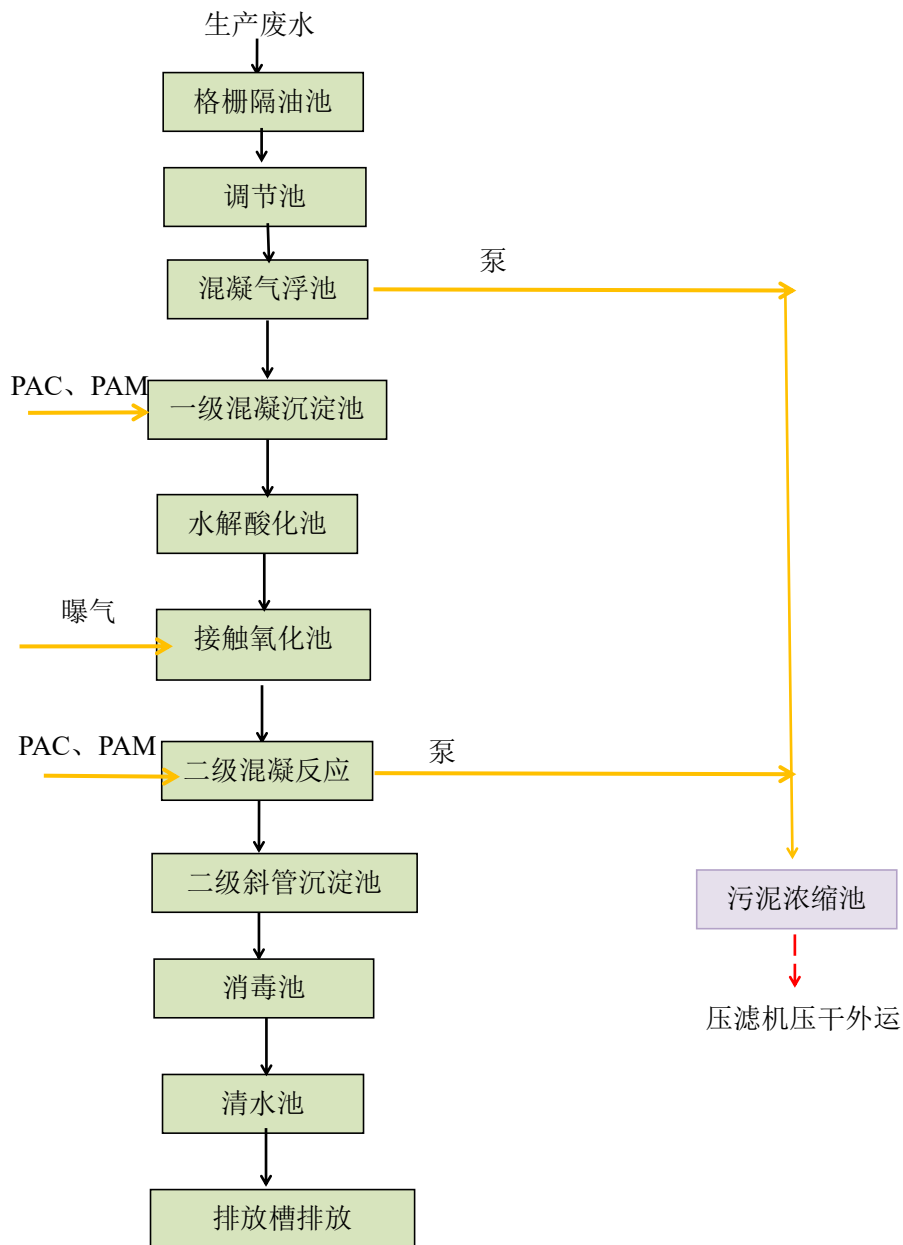 生产废水
格栅隔油池
调节池
泵
混凝气浮池
PAC、PAM
一级混凝沉淀池
水解酸化池
曝气
接触氧化池
PAC、PAM
泵
二级混凝反应
二级斜管沉淀池
污泥浓缩池
消毒池
压滤机压干外运
清水池
排放槽排放